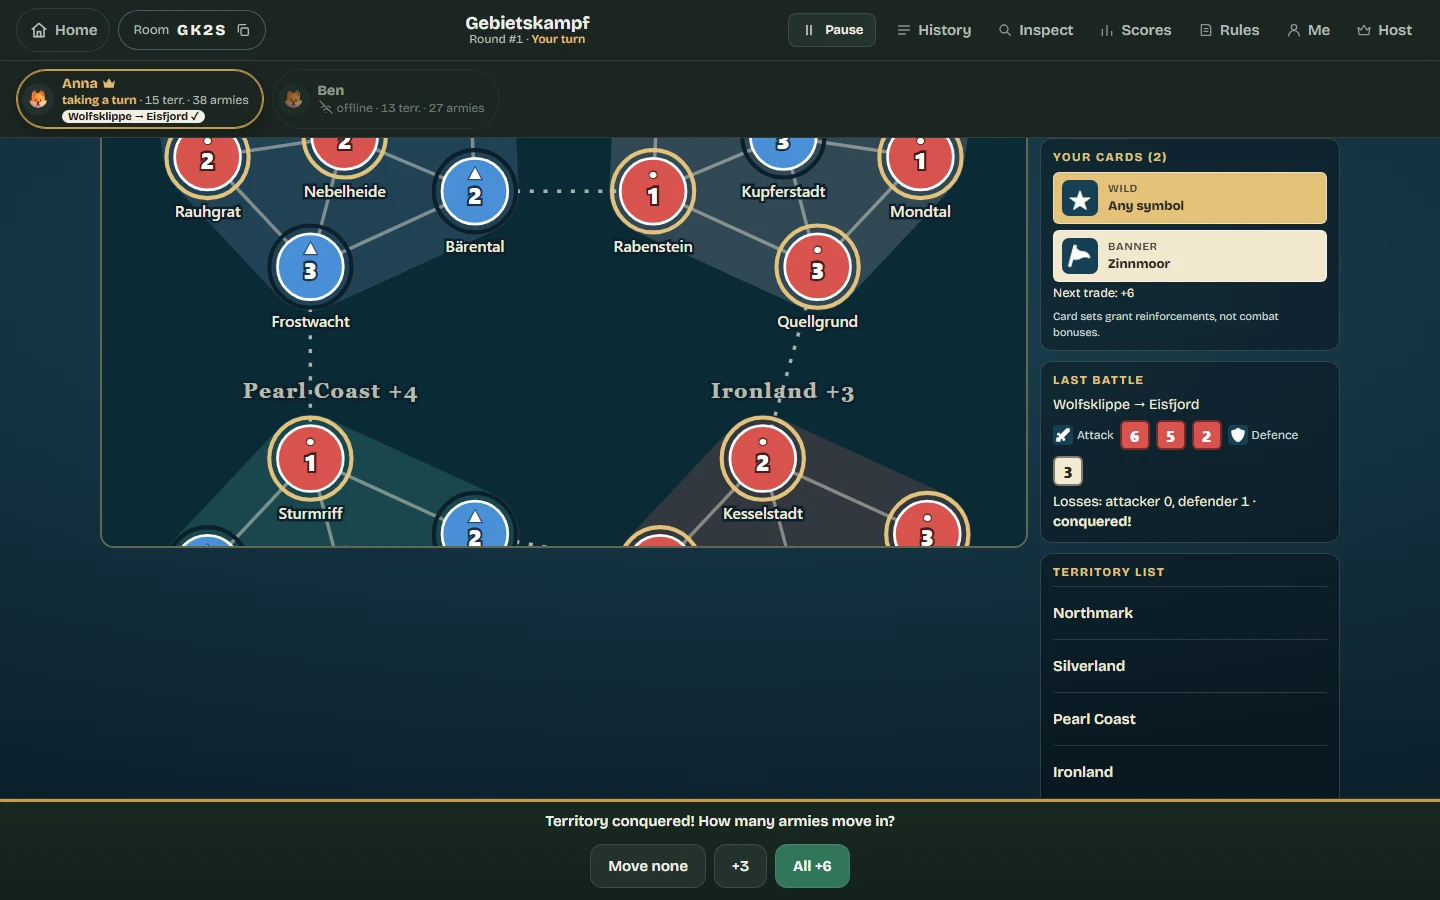 Home
Room GK2S
Gebietskampf
Round #1 · Your turn
Pause
History
Inspect
Scores
Rules
Me
Host
Anna
taking a turn · 15 terr. · 38 armies
Wolfsklippe → Eisfjord ✓
Ben
offline · 13 terr. · 27 armies
2
2
3
1
Nebelheide
2
1
Kupferstadt
Rauhgrat
Mondtal
Bärental
Rabenstein
3
3
Frostwacht
Quellgrund
Pearl Coast +4
Ironland +3
1
2
Sturmriff
Kesselstadt
2
3
YOUR CARDS (2)
WILD
Any symbol
BANNER
Zinnmoor
Next trade: +6
Card sets grant reinforcements, not combat
bonuses.
LAST BATTLE
Wolfsklippe → Eisfjord
Attack 6 5 2 Defence
3
Losses: attacker 0, defender 1 ·
conquered!
TERRITORY LIST
Northmark
Silverland
Pearl Coast
Ironland
Territory conquered! How many armies move in?
Move none
+3
All +6